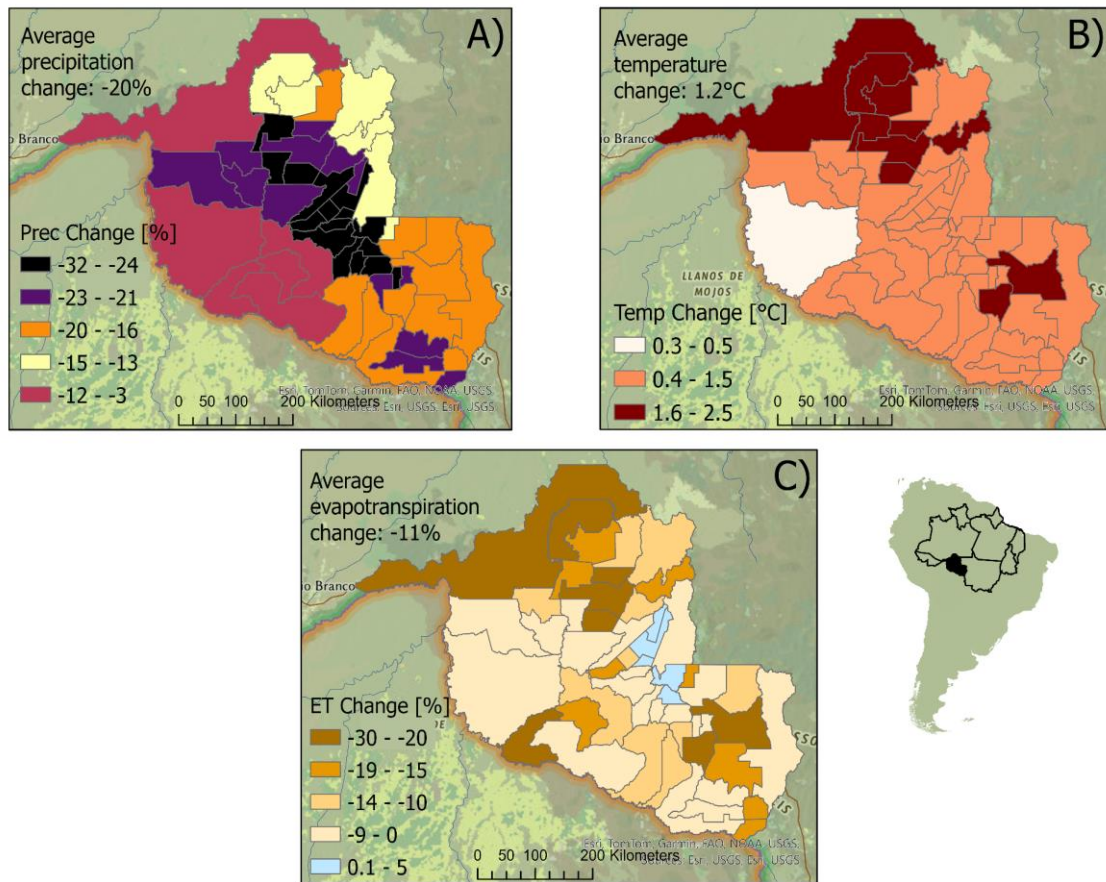 A)
Average
precipitation
change: -20%
o Branco
Prec Change [%]
-32 - -24
-23 - -21
-20 - -16
-15 - -13
-12 - -3
0 50 100 200 Kilometers
Esri, TomTom, Garmin, FAO, NOAA, USGS,
Sources: Esri, USGS, Esri, USGS
B)
Average
temperature
change: 1.2°C
io Branco
LLANOS DE
MOJOS
Temp Change [°C]
0.3 - 0.5
0.4 - 1.5
1.6 - 2.5
0 50 100 200 Kilometers
Esri, TomTom, Garmin, FAO, NOAA, USGS,
Sources: Esri, USGS, Esri, USGS
C)
Average
evapotranspiration
change: -11%
io Branco
ET Change [%]
-30 - -20
-19 - -15
-14 - -10
-9 - 0
0.1 - 5
0 50 100 200 Kilometers
Esri, TomTom, Garmin, FAO, NOAA, USGS,
Sources: Esri, USGS, Esri, USGS